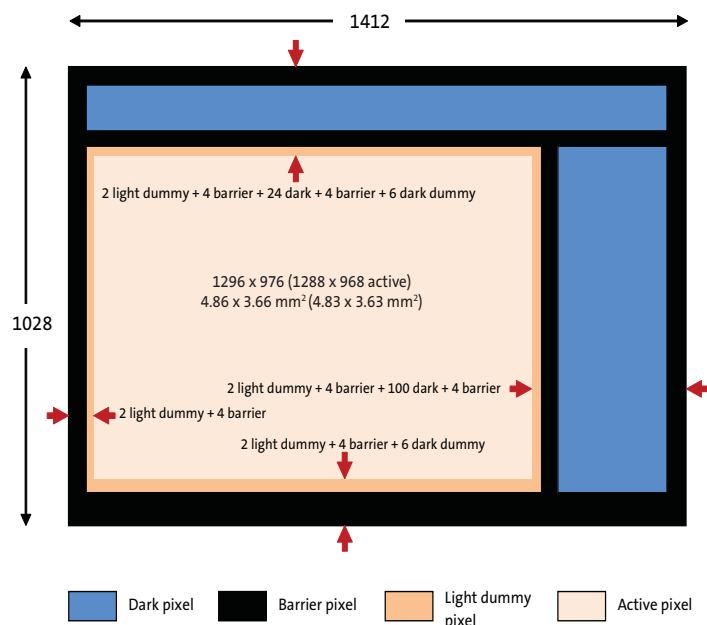 1412
2 light dummy + 4 barrier + 24 dark + 4 barrier + 6 dark dummy
1296 x 976 (1288 x 968 active)
4.86 x 3.66 mm² (4.83 x 3.63 mm²)
1028
2 light dummy + 4 barrier + 100 dark + 4 barrier
2 light dummy + 4 barrier
2 light dummy + 4 barrier + 6 dark dummy
Dark pixel
Barrier pixel
Light dummy
pixel
Active pixel